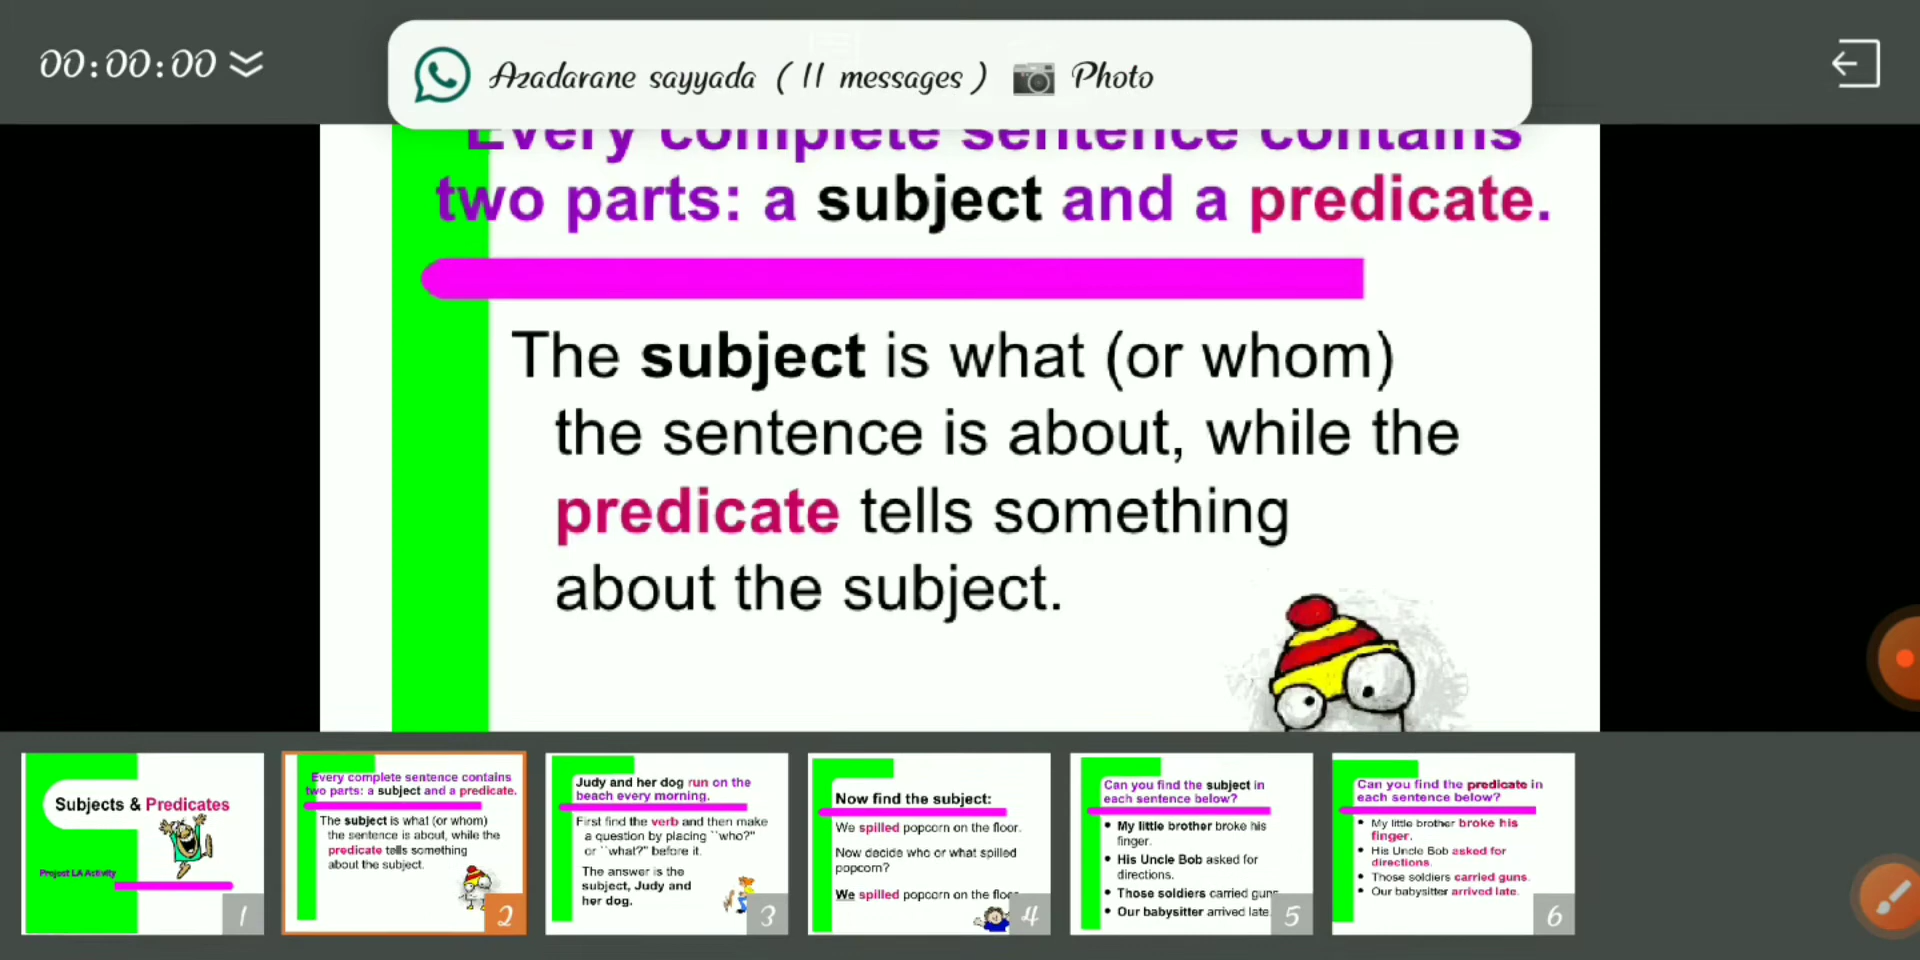 00:00:00
Azadarane sayyada ( 11 messages ) Photo
Every complete sentence contains
two parts: a subject and a predicate.
The subject is what (or whom)
the sentence is about, while the
predicate tells something
about the subject.
Subjects & Predicates
Project LA Activity
1
Every complete sentence contains
two parts: a subject and a predicate.
The subject is what (or whom)
the sentence is about, while the
predicate tells something
about the subject.
2
Judy and her dog run on the
beach every morning.
First find the verb and then make
a question by placing ``who?''
or ``what?'' before it.
The answer is the
subject, Judy and
her dog.
3
Now find the subject:
We spilled popcorn on the floor.
Now decide who or what spilled
popcorn?
We spilled popcorn on the floor
4
Can you find the subject in
each sentence below?
• My little brother broke his
finger.
• His Uncle Bob asked for
directions.
• Those soldiers carried guns
• Our babysitter arrived late.
5
Can you find the predicate in
each sentence below?
• My little brother broke his
finger.
• His Uncle Bob asked for
directions.
• Those soldiers carried guns.
• Our babysitter arrived late.
6